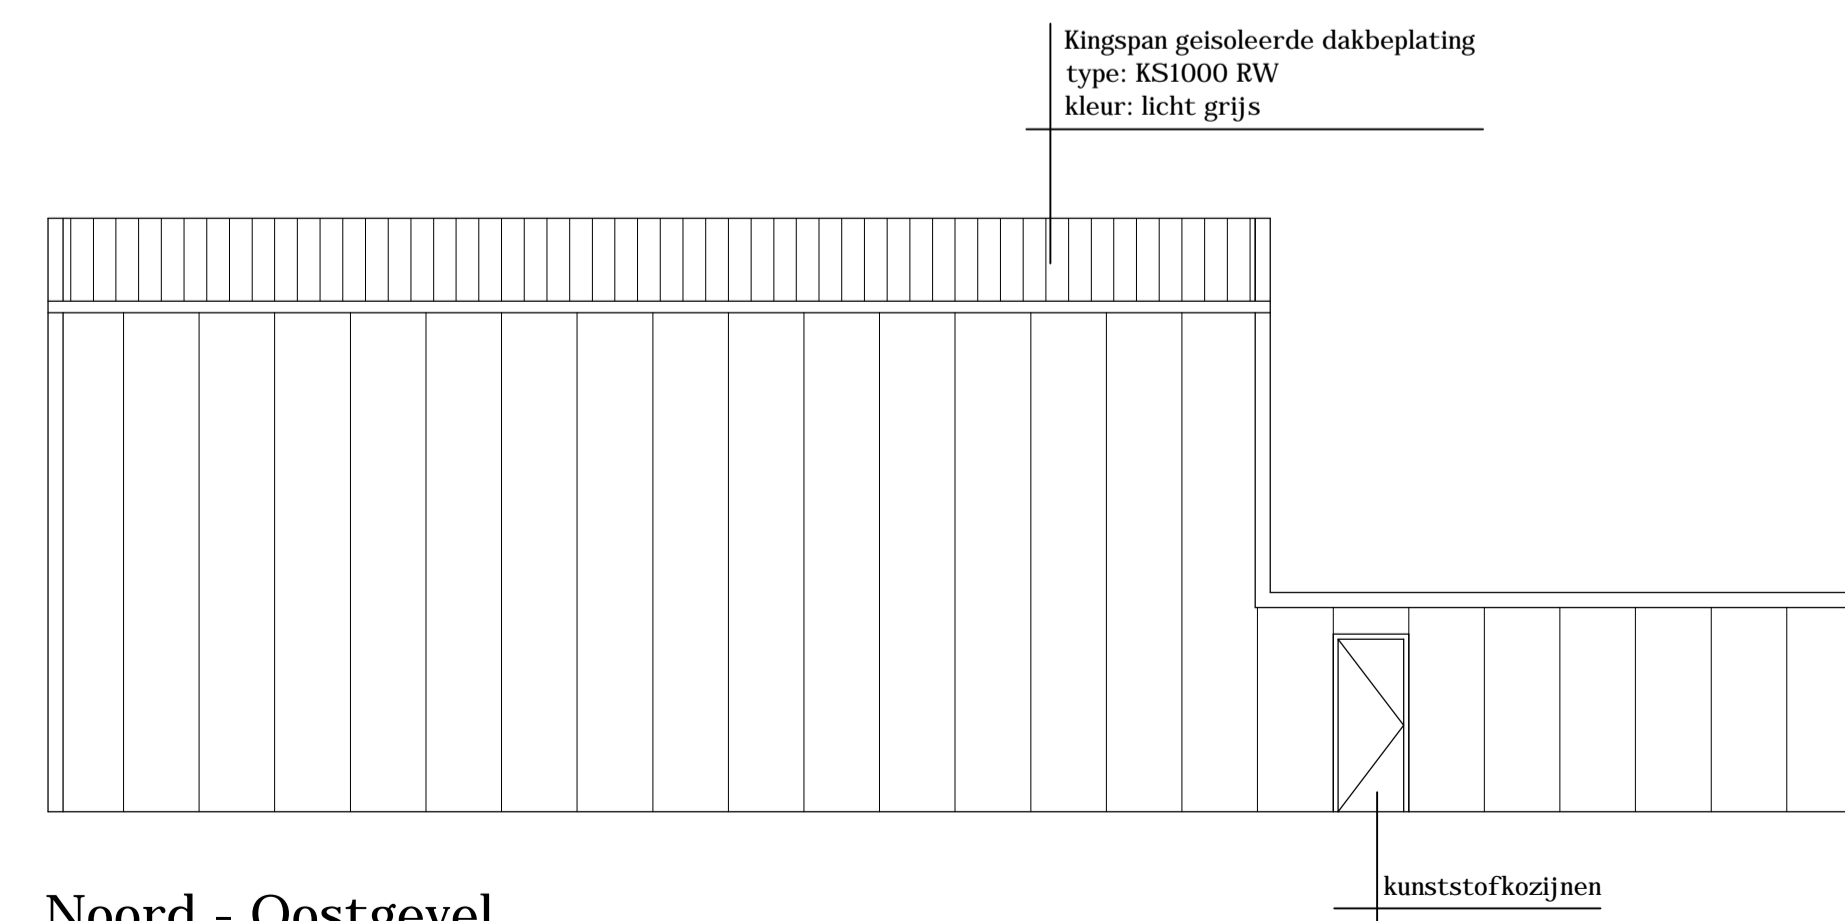 Kingspan geisoleerde dakbeplating
type: KS1000 RW
kleur: licht grijs
kunststofkozijnen
Noord - Oostgevel